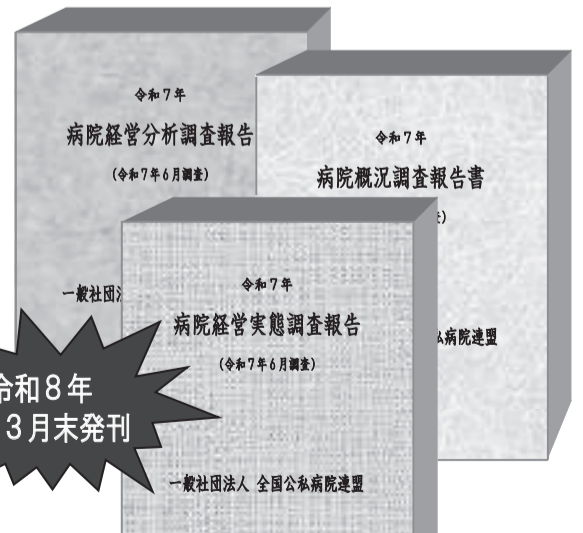 令和７年
病院経営分析調査報告
(令和７年６月調査)
一般社団法
令和７年
病院概況調査報告書
査)
私病院連盟
令和７年
病院経営実態調査報告
(令和７年６月調査)
一般社団法人 全国公私病院連盟
令和８年
３月末発刊